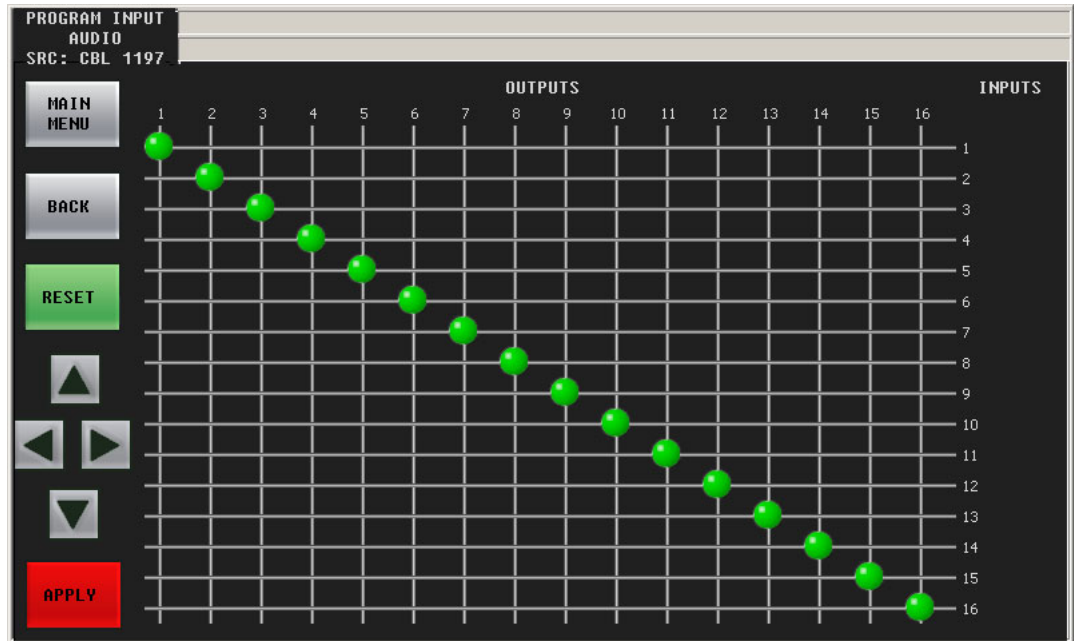 PROGRAM INPUT
AUDIO
SRC: CBL 1197
MAIN
MENU
BACK
RESET
APPLY
OUTPUTS
INPUTS
1 2 3 4 5 6 7 8 9 10 11 12 13 14 15 16
1
2
3
4
5
6
7
8
9
10
11
12
13
14
15
16